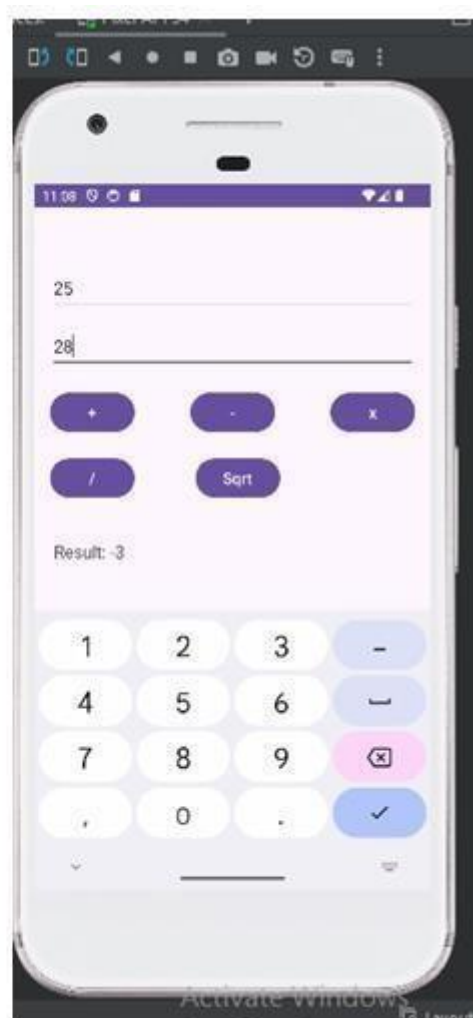 11:08
25
28
+ - x
/ Sqrt
Result: -3
1 2 3 -
4 5 6
7 8 9
, 0 .
Activate Windows
Layout